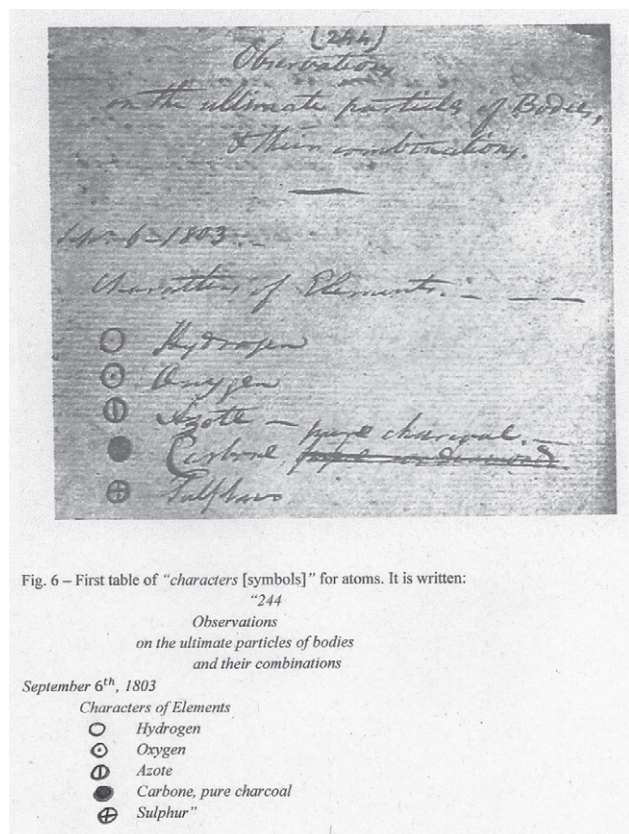 (244)
Observations
on the ultimate particles of Bodies,
& their combinations.
1803.
Characters of Elements.
Hydrogen
Oxygen
Azote
pure charcoal.
Carbone,
Sulphur
Fig. 6 – First table of “characters [symbols]” for atoms. It is written:
“244
Observations
on the ultimate particles of bodies
and their combinations
September 6th, 1803
Characters of Elements
Hydrogen
Oxygen
Azote
Carbone, pure charcoal
Sulphur”